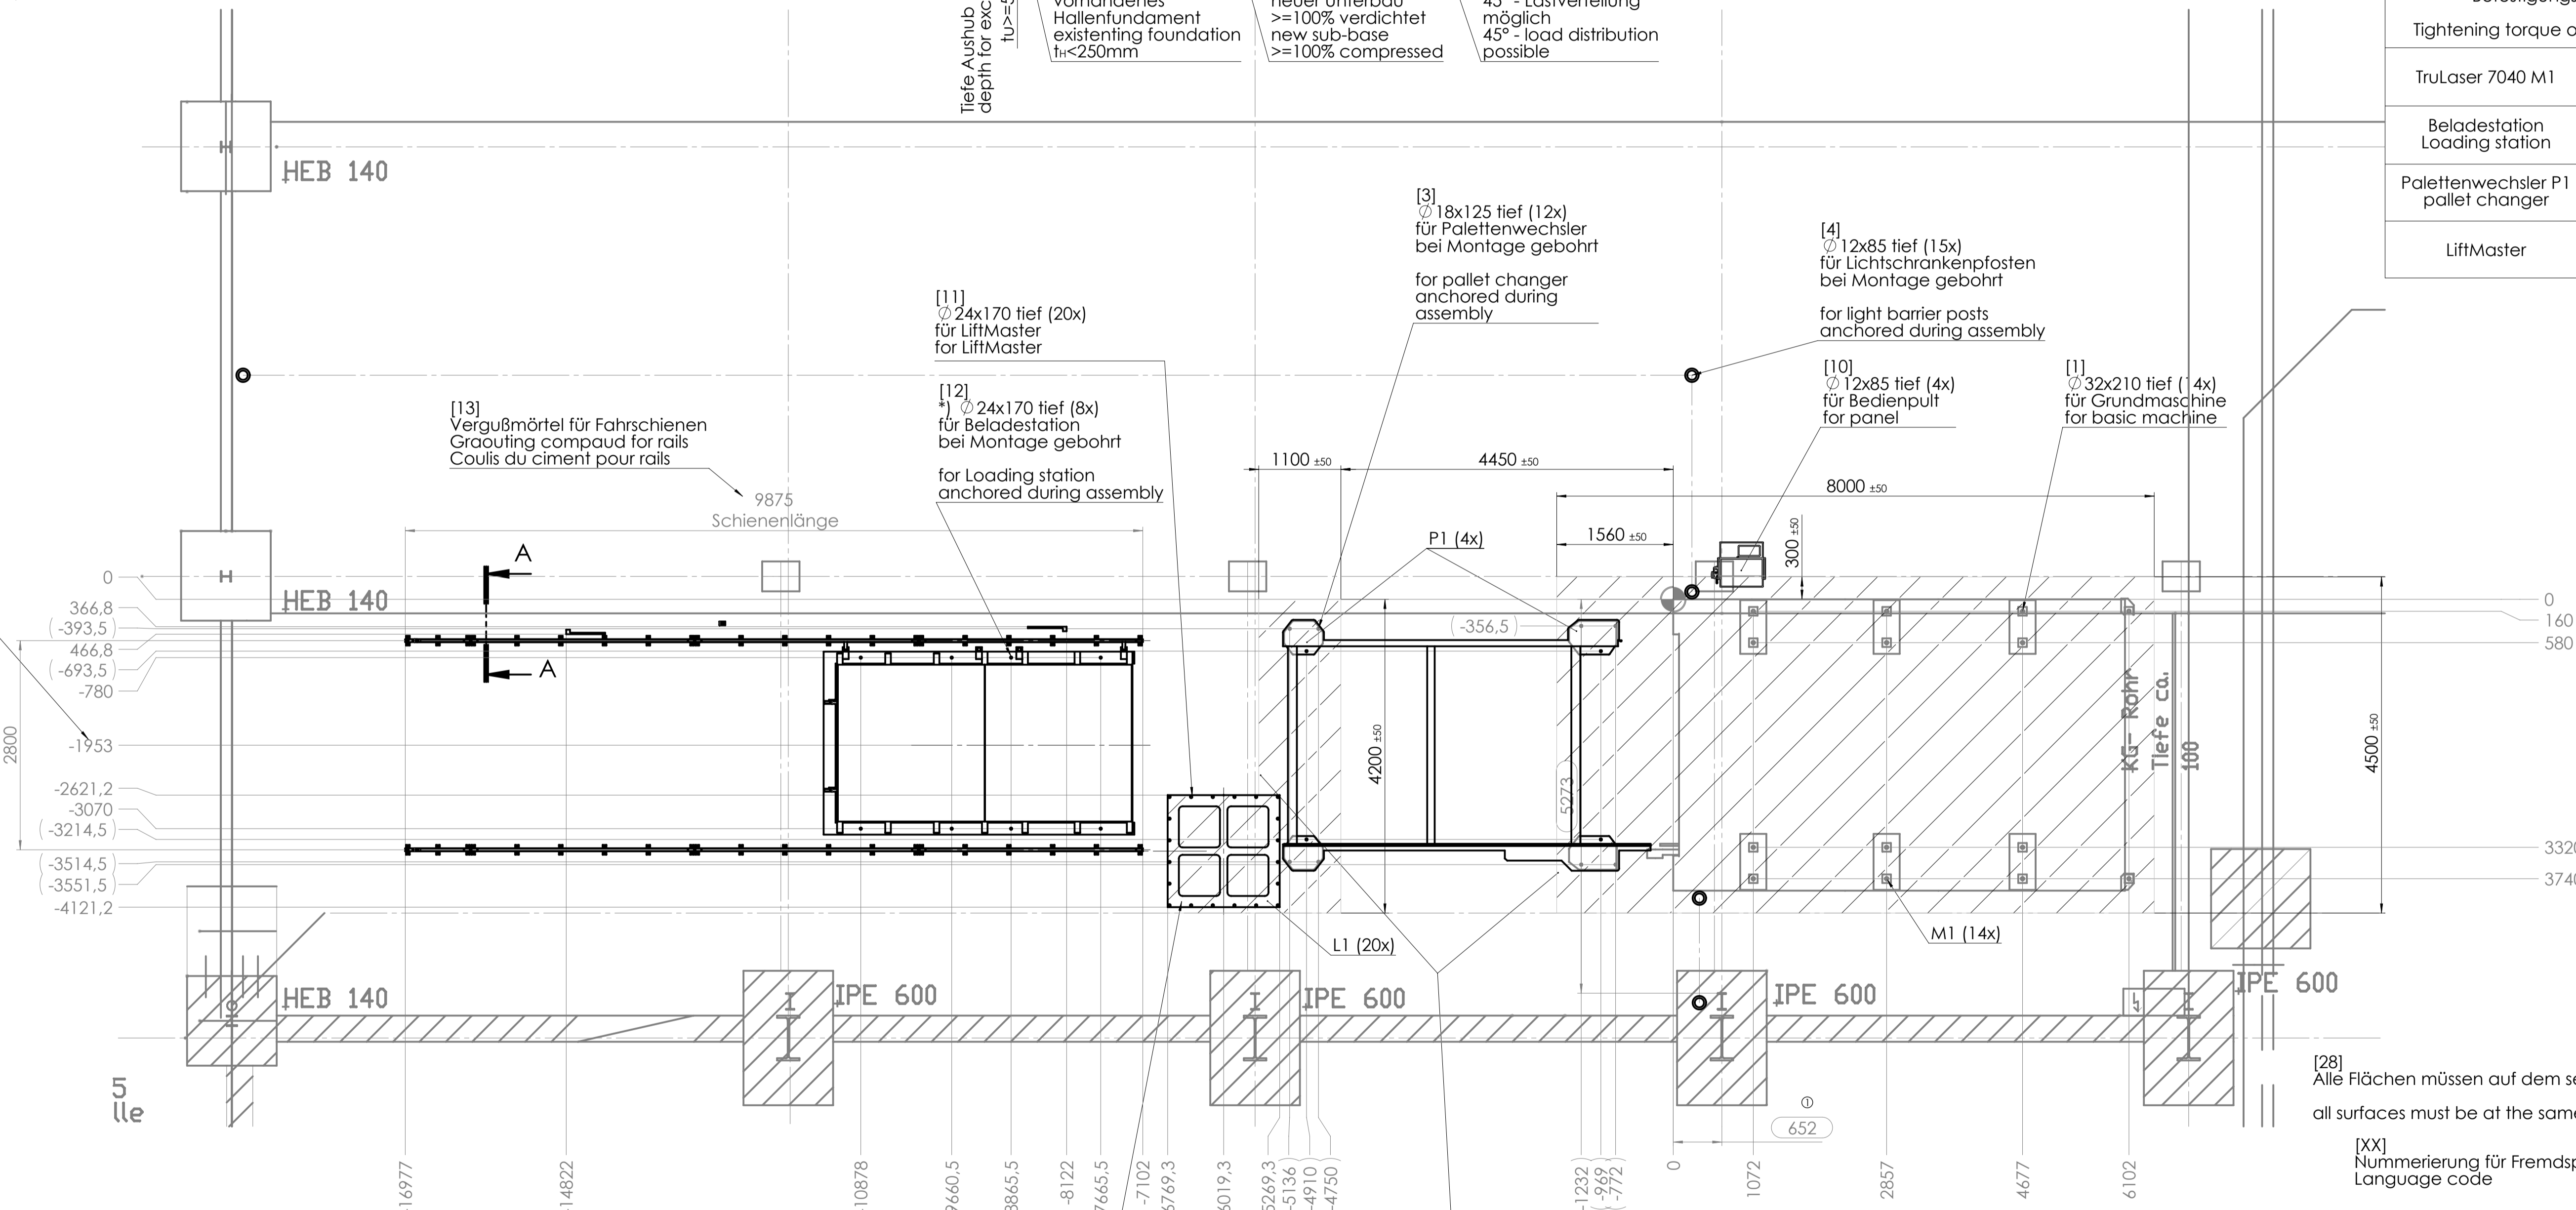 Tiefe Aushub
depth for exc
tu>=5
vorhandenes
Hallenfundament
existenting foundation
tH<250mm
neuer Unterbau
>=100% verdichtet
new sub-base
>=100% compressed
45° - Lastverteilung
möglich
45° - load distribution
possible
Tightening torque o
TruLaser 7040 M1
Beladestation
Loading station
Palettenwechsler P1
pallet changer
LiftMaster
HEB 140
[3]
∅18x125 tief (12x)
für Palettenwechsler
bei Montage gebohrt
for pallet changer
anchored during
assembly
[4]
∅12x85 tief (15x)
für Lichtschrankenpfosten
bei Montage gebohrt
for light barrier posts
anchored during assembly
[11]
∅24x170 tief (20x)
für LiftMaster
for LiftMaster
[10]
∅12x85 tief (4x)
für Bedienpult
for panel
[1]
∅32x210 tief (14x)
für Grundmaschine
for basic machine
[12]
*) ∅24x170 tief (8x)
für Beladestation
bei Montage gebohrt
for Loading station
anchored during assembly
[13]
Vergußmörtel für Fahrschienen
Graouting compaud for rails
Coulis du ciment pour rails
9875
Schienenlänge
1100 ±50
4450 ±50
8000 ±50
1560 ±50
300 ±50
P1 (4x)
A
A
H
H
HEB 140
0
366,8
(-393,5)
466,8
(-693,5)
-780
-1953
-2621,2
-3070
(-3214,5)
(-3514,5)
(-3551,5)
-4121,2
2800
(-356,5)
4200 ±50
5273
KG- Rohr
Tiefe ca.
100
4500 ±50
0
160
580
3320
3740
L1 (20x)
M1 (14x)
HEB 140
IPE 600
IPE 600
IPE 600
IPE 600
I
I
I
I
5
lle
①
652
[28]
Alle Flächen müssen auf dem se
all surfaces must be at the same
[XX]
Nummerierung für Fremdsp
Language code
-16977
-14822
-10878
9660,5
8865,5
-8122
7665,5
-7102
6769,3
6019,3
5269,3
(-5136)
(-4910)
(-4750)
(-1232)
(-969)
(-772)
0
1072
2857
4677
6102